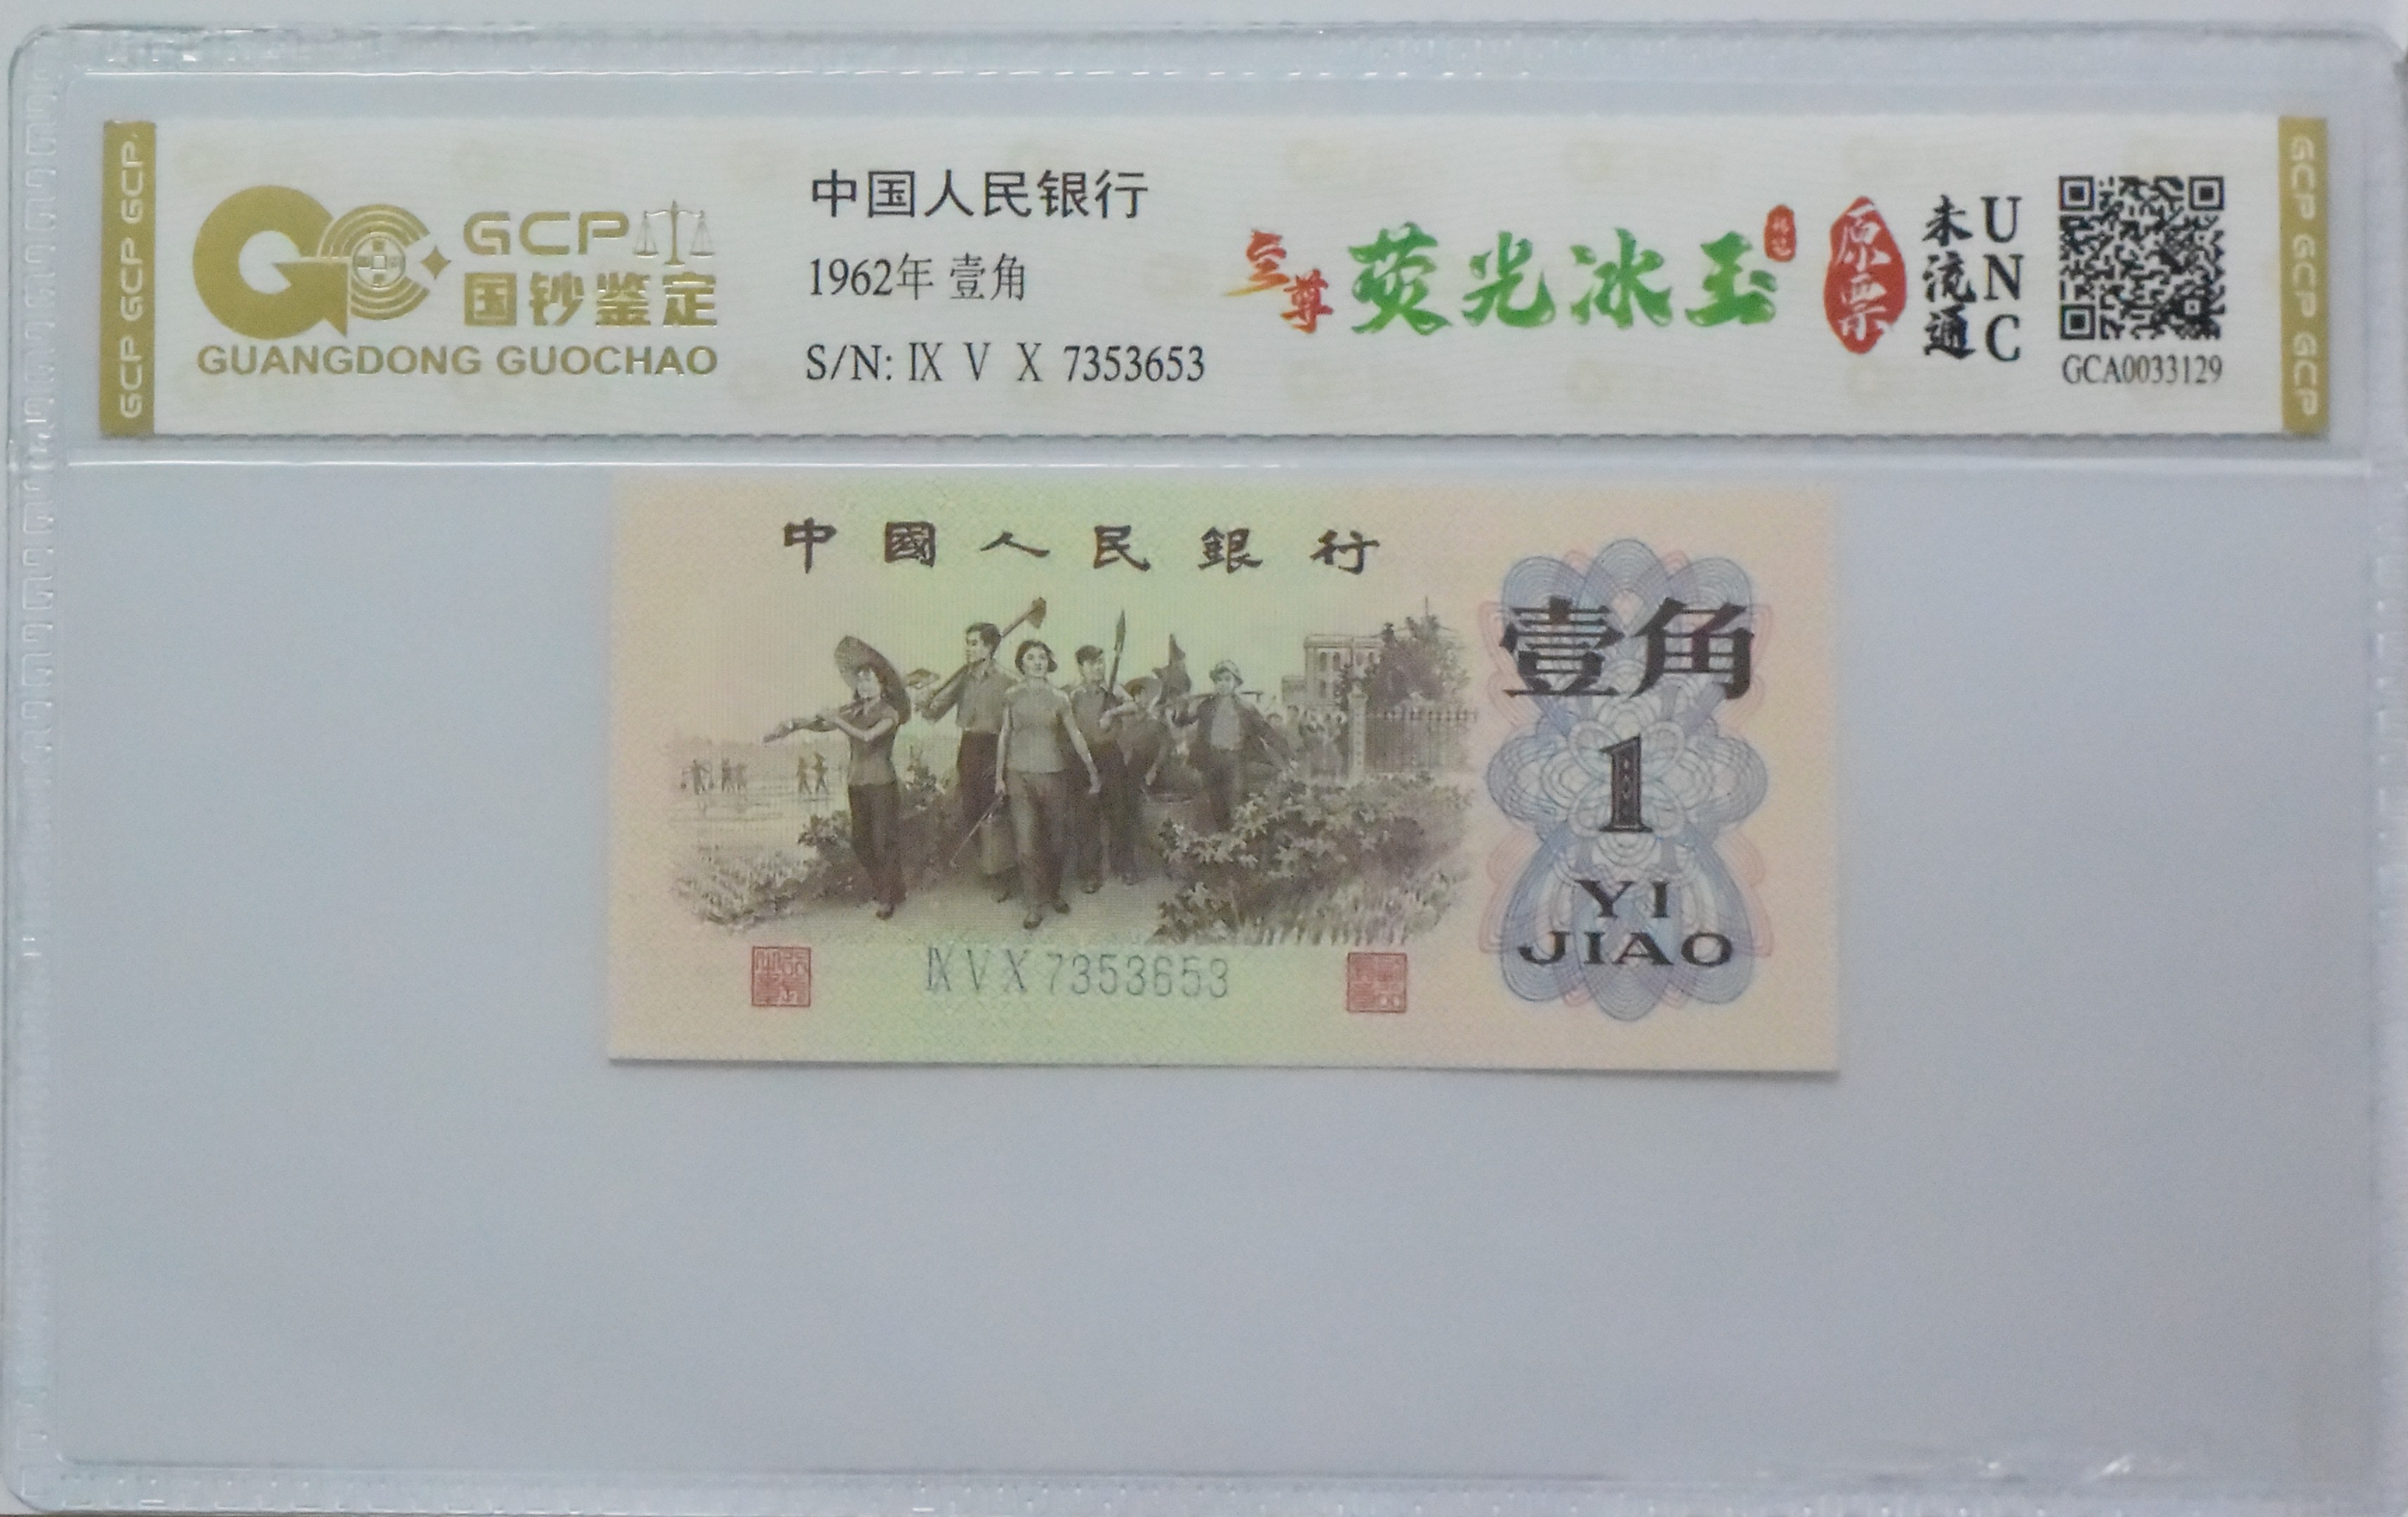 GCP GCP GCP
GCP
国钞鉴定
GUANGDONG GUOCHAO
中国人民银行
1962年 壹角
S/N: IX V X 7353653
至尊 荧光冰玉
原票
未流通
UNC
GCA0033129
GCP GCP GCP
中國人民銀行
壹角
1
YI
JIAO
IX V X 7353653